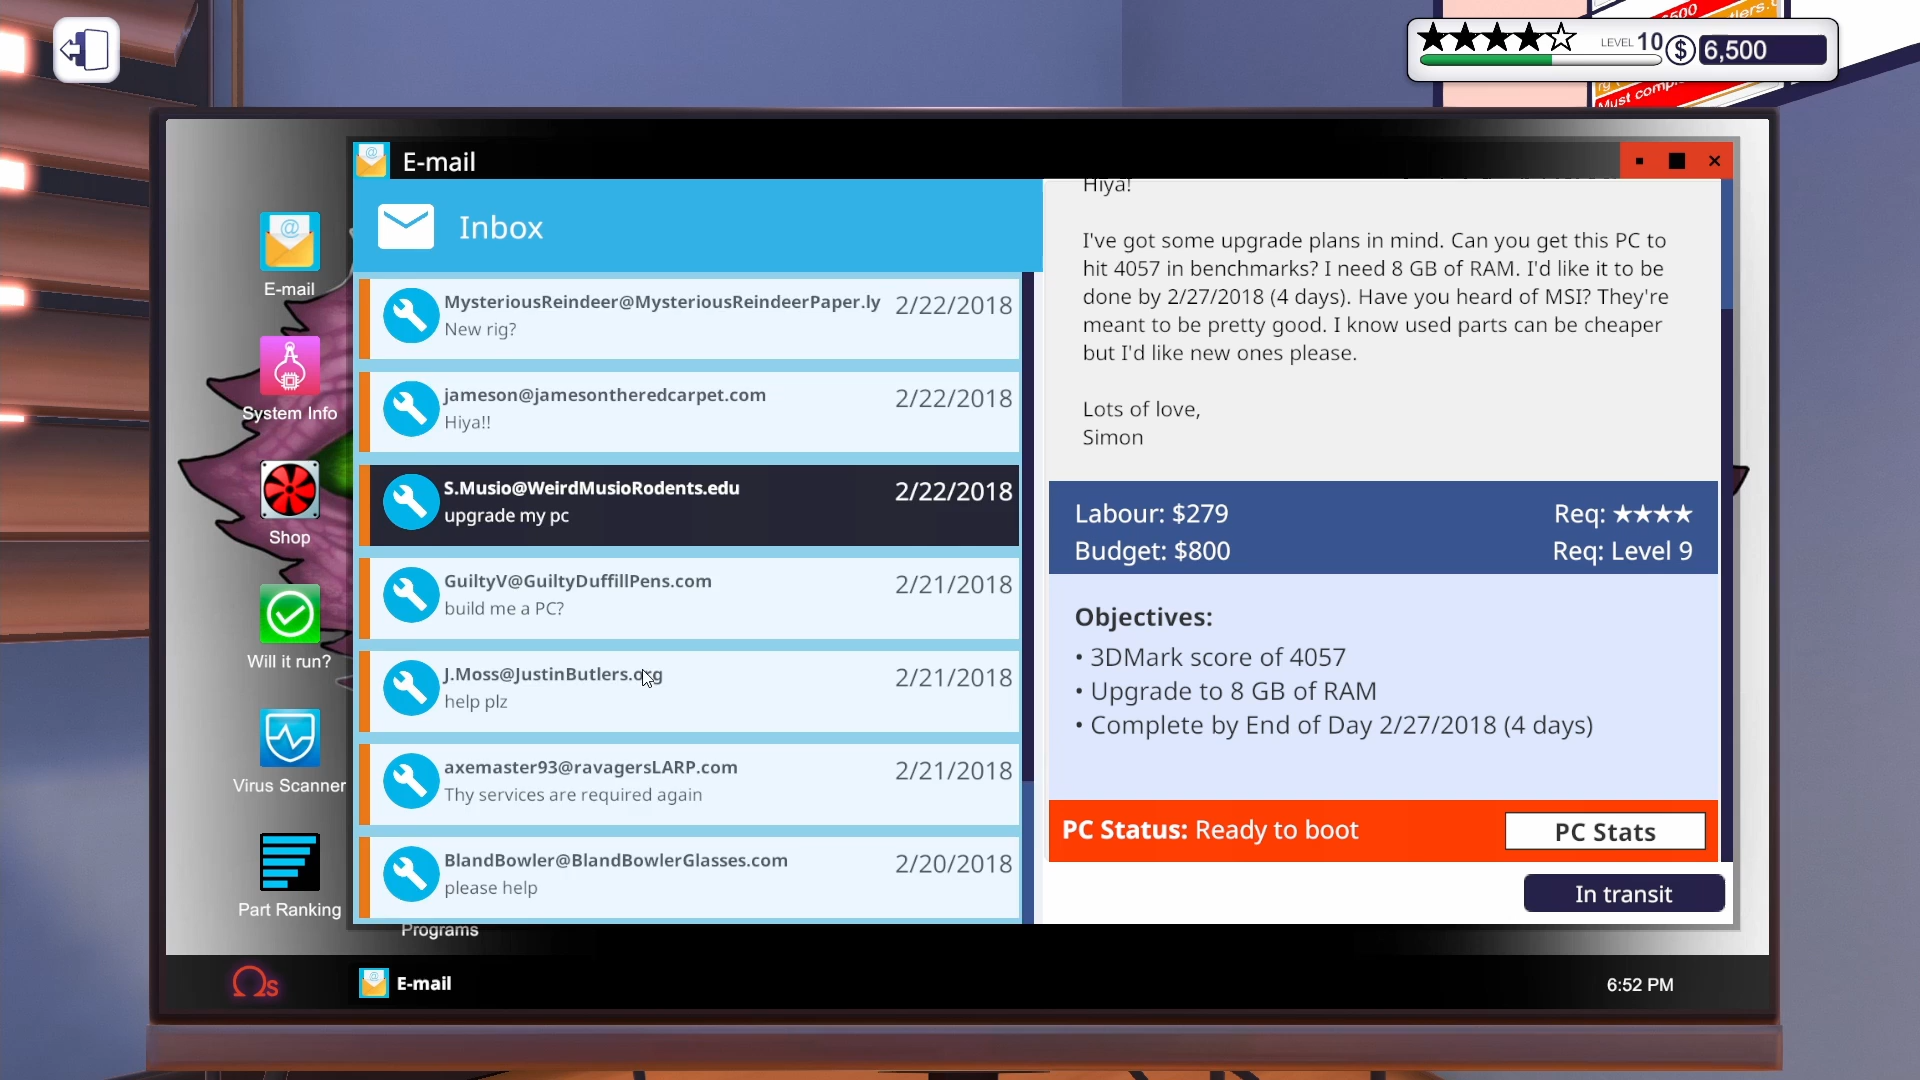 LEVEL 10
$ 6,500
500
Must comp
E-mail
Inbox
E-mail
System Info
Shop
Will it run?
Virus Scanner
Part Ranking
Programs
MysteriousReindeer@MysteriousReindeerPaper.ly 2/22/2018
New rig?
jameson@jamesontheredcarpet.com 2/22/2018
Hiya!!
S.Musio@WeirdMusioRodents.edu 2/22/2018
upgrade my pc
GuiltyV@GuiltyDuffillPens.com 2/21/2018
build me a PC?
J.Moss@JustinButlers.org 2/21/2018
help plz
axemaster93@ravagersLARP.com 2/21/2018
Thy services are required again
BlandBowler@BlandBowlerGlasses.com 2/20/2018
please help
Hiya!
I've got some upgrade plans in mind. Can you get this PC to
hit 4057 in benchmarks? I need 8 GB of RAM. I'd like it to be
done by 2/27/2018 (4 days). Have you heard of MSI? They're
meant to be pretty good. I know used parts can be cheaper
but I'd like new ones please.
Lots of love,
Simon
Labour: $279 Req: ★★★★
Budget: $800 Req: Level 9
Objectives:
• 3DMark score of 4057
• Upgrade to 8 GB of RAM
• Complete by End of Day 2/27/2018 (4 days)
PC Status: Ready to boot PC Stats
In transit
Ωs E-mail 6:52 PM